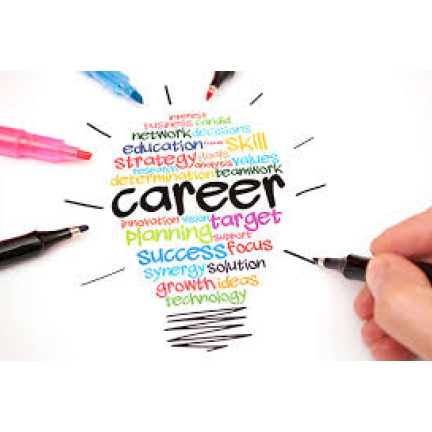 interest
business candid
network decisions
education focus skill
strategy goals
research analysis values
determination teamwork
career
innovation vision target
planning support
success focus
synergy solution
growth ideas
technology